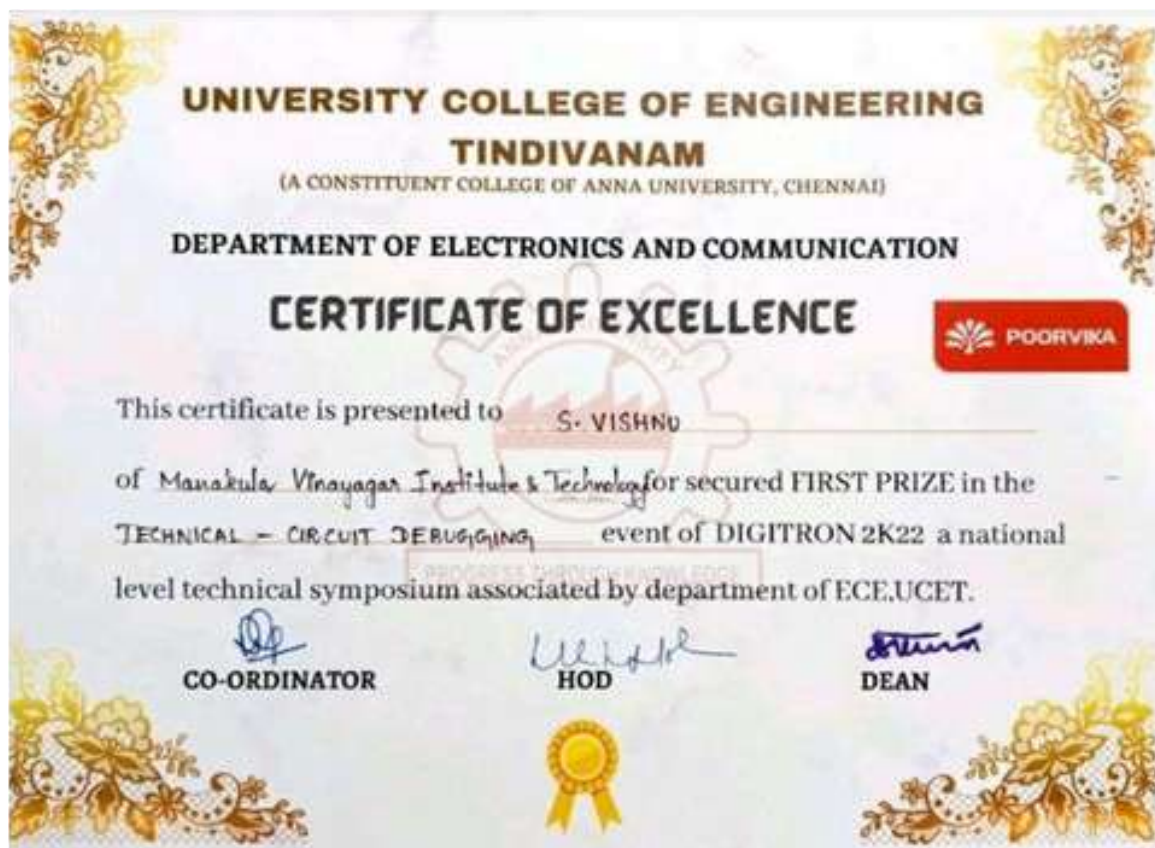 UNIVERSITY COLLEGE OF ENGINEERING
TINDIVANAM
(A CONSTITUENT COLLEGE OF ANNA UNIVERSITY, CHENNAI)
DEPARTMENT OF ELECTRONICS AND COMMUNICATION
CERTIFICATE OF EXCELLENCE
POORVIKA
This certificate is presented to S. VISHNU
of Manakula Vinayagar Institute & Technology for secured FIRST PRIZE in the
TECHNICAL - CIRCUIT DEBUGGING event of DIGITRON 2K22 a national
PROGRESS THROUGH KNOWLEDGE
level technical symposium associated by department of ECE,UCET.
CO-ORDINATOR HOD DEAN